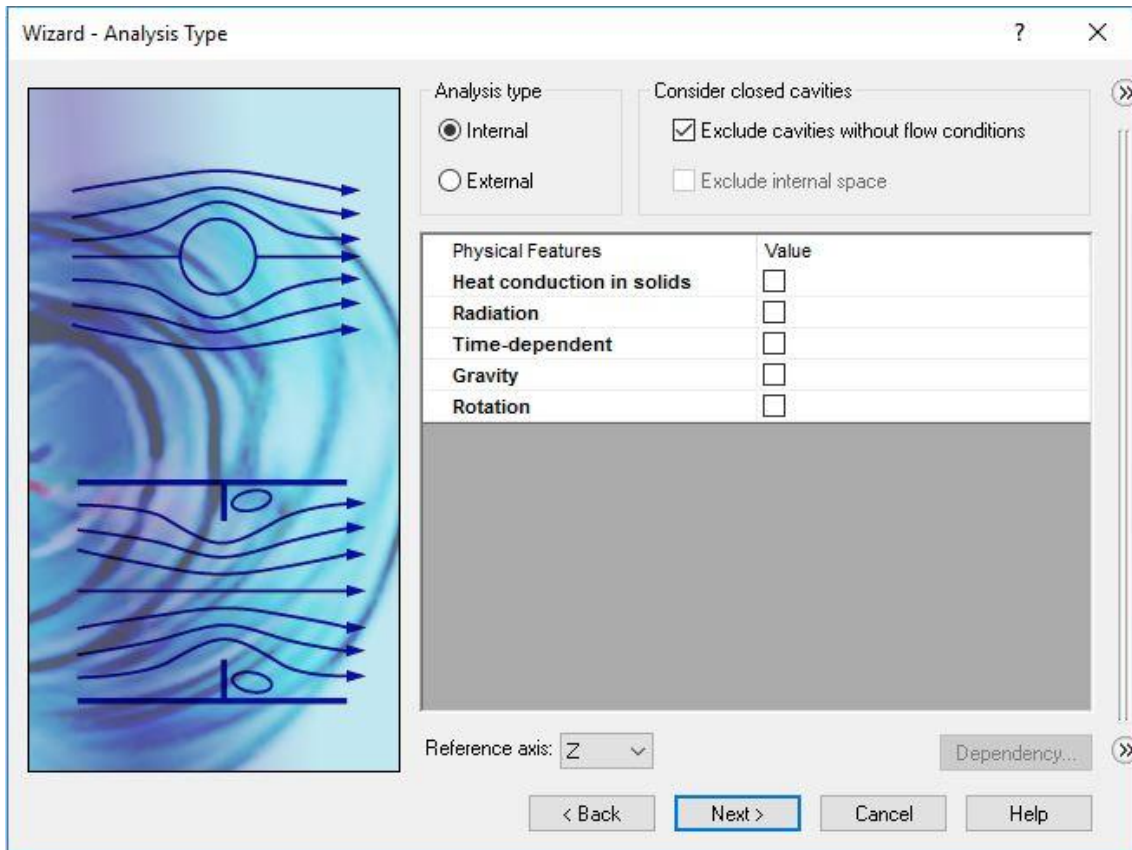 Wizard - Analysis Type ? X
Analysis type
Internal
External
Consider closed cavities
Exclude cavities without flow conditions
Exclude internal space
Physical Features Value
Heat conduction in solids
Radiation
Time-dependent
Gravity
Rotation
Reference axis: Z
Dependency...
< Back Next > Cancel Help